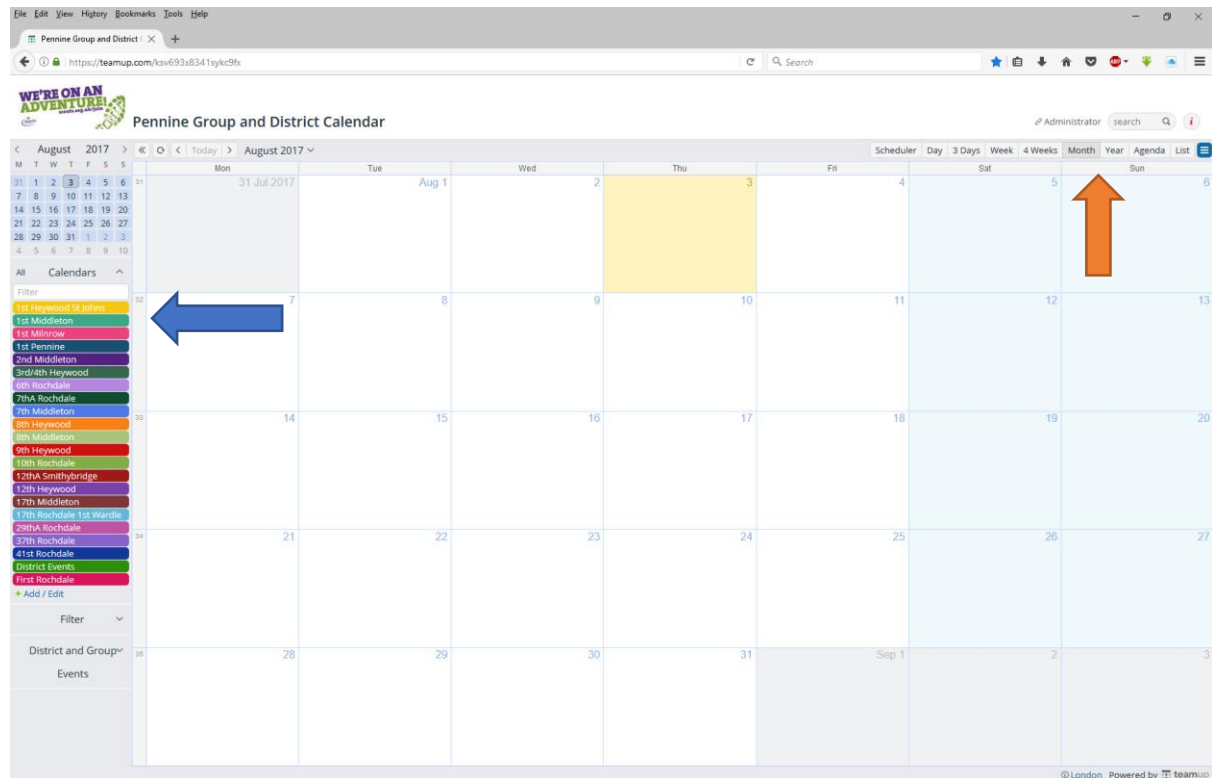 File Edit View History Bookmarks Tools Help
Pennine Group and District
https://teamup.com/ksv693x8341sykc9fx
Search
WE'RE ON AN
ADVENTURE!
Pennine Group and District Calendar
Administrator search
August 2017
Today August 2017
Scheduler Day 3 Days Week 4 Weeks Month Year Agenda List
M T W T F S S
Mon Tue Wed Thu Fri Sat Sun
31 1 2 3 4 5 6
7 8 9 10 11 12 13
14 15 16 17 18 19 20
21 22 23 24 25 26 27
28 29 30 31 1 2 3
4 5 6 7 8 9 10
All Calendars
Filter
1st Heywood St Johns
1st Middleton
1st Milnrow
1st Pennine
2nd Middleton
3rd/4th Heywood
6th Rochdale
7thA Rochdale
7th Middleton
8th Heywood
8th Middleton
9th Heywood
10th Rochdale
12thA Smithybridge
12th Heywood
17th Middleton
17th Rochdale 1st Wardle
29thA Rochdale
37th Rochdale
41st Rochdale
District Events
First Rochdale
+ Add / Edit
Filter
District and Group
Events
31 31 Jul 2017 Aug 1 2 3 4 5 6
32 7 8 9 10 11 12 13
33 14 15 16 17 18 19 20
34 21 22 23 24 25 26 27
35 28 29 30 31 Sep 1 2 3
London Powered by teamup